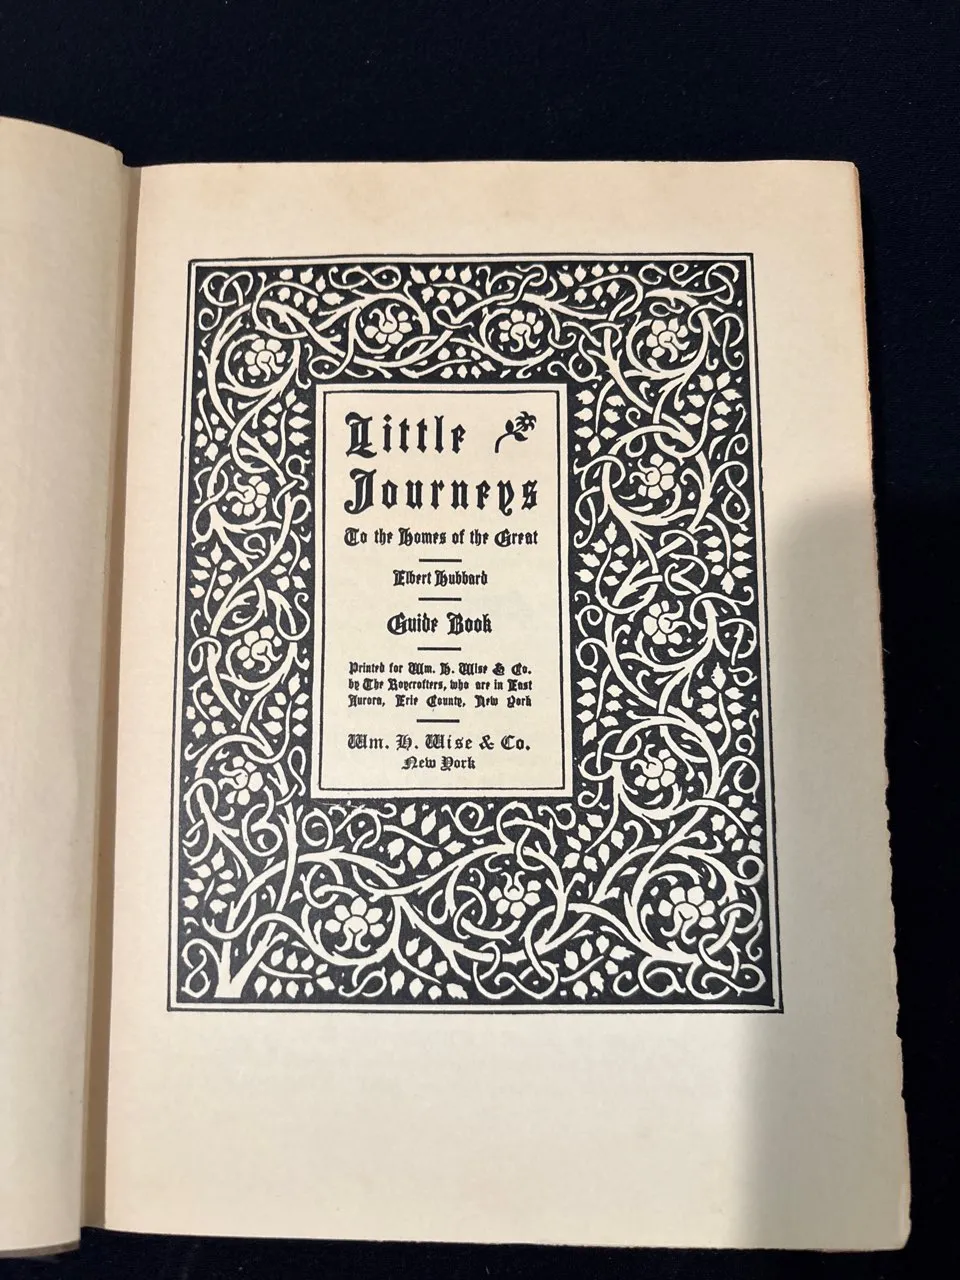 Little
Journeys
To the Homes of the Great
Elbert Hubbard
Guide Book
Printed for Wm. H. Wise & Co.
by The Roycrofters, who are in East
Aurora, Erie County, New York
Wm. H. Wise & Co.
New York